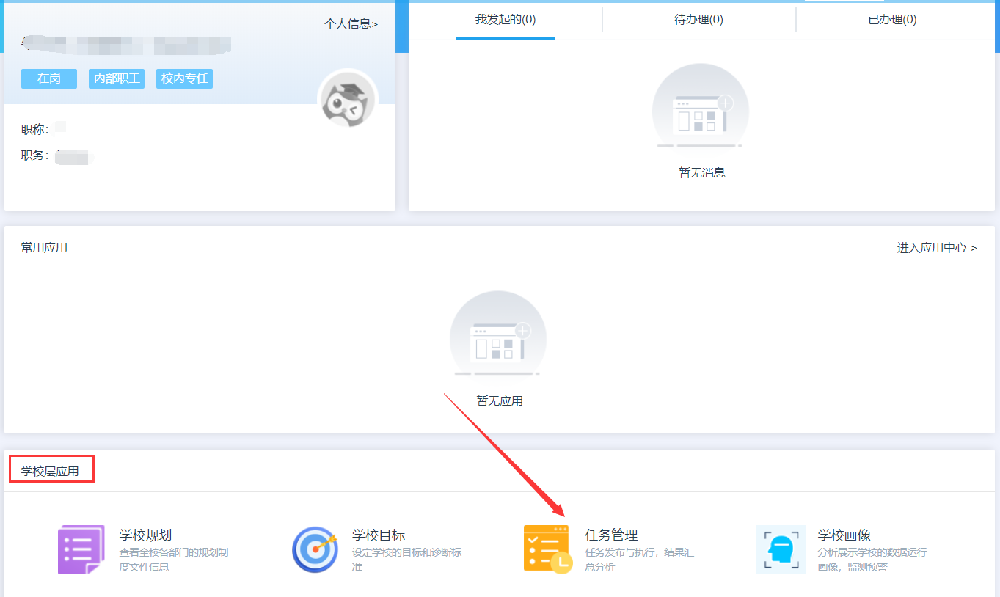 个人信息>
在岗
内部职工
校内专任
职称：
职务：
我发起的(0)
待办理(0)
已办理(0)
暂无消息
常用应用
进入应用中心 >
暂无应用
学校层应用
学校规划
查看全校各部门的规划制
度文件信息
学校目标
设定学校的目标和诊断标
准
任务管理
任务发布与执行，结果汇
总分析
学校画像
分析展示学校的数据运行
画像，监测预警